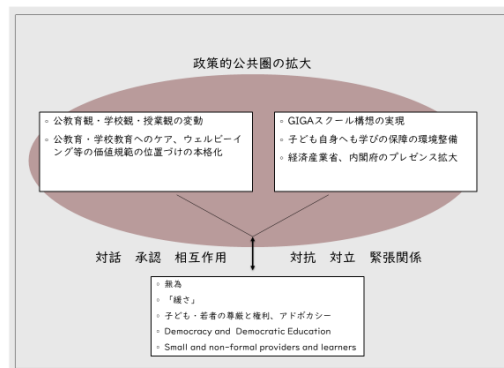 政策的公共圏の拡大
▫ 公教育観・学校観・授業観の変動
▫ 公教育・学校教育へのケア、ウェルビーイング等の価値規範の位置づけの本格化
▫ GIGAスクール構想の実現
▫ 子ども自身へも学びの保障の環境整備
▫ 経済産業省、内閣府のプレゼンス拡大
対話 承認 相互作用
対抗 対立 緊張関係
▫ 無為
▫ 「緩さ」
▫ 子ども・若者の尊厳と権利、アドボカシー
▫ Democracy and Democratic Education
▫ Small and non-formal providers and learners